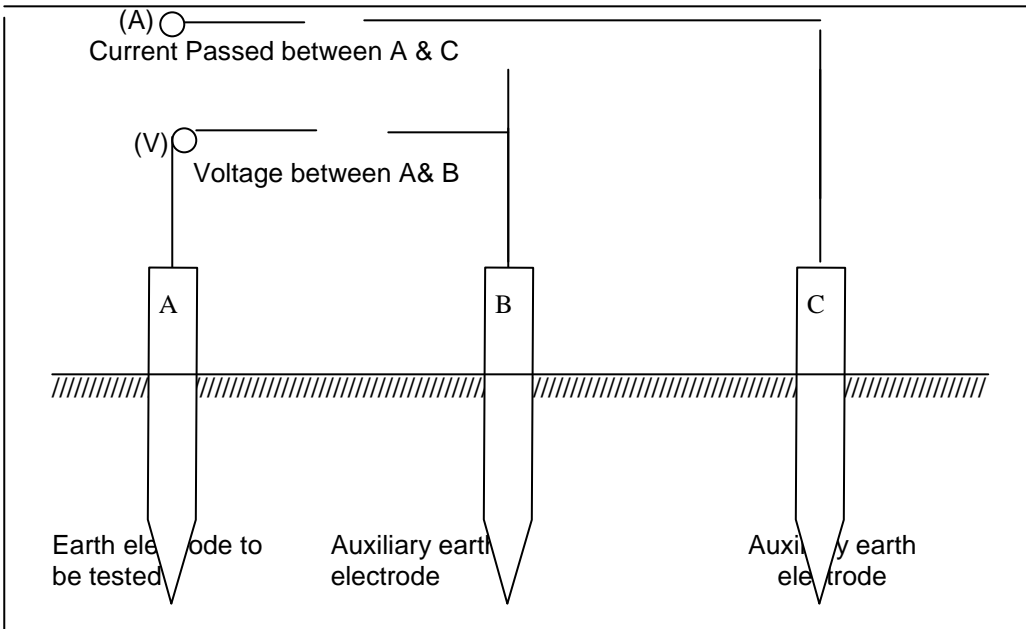 (A)
Current Passed between A & C
(V)
Voltage between A& B
A
B
C
Earth electrode to
be tested
Auxiliary earth
electrode
Auxiliary earth
electrode